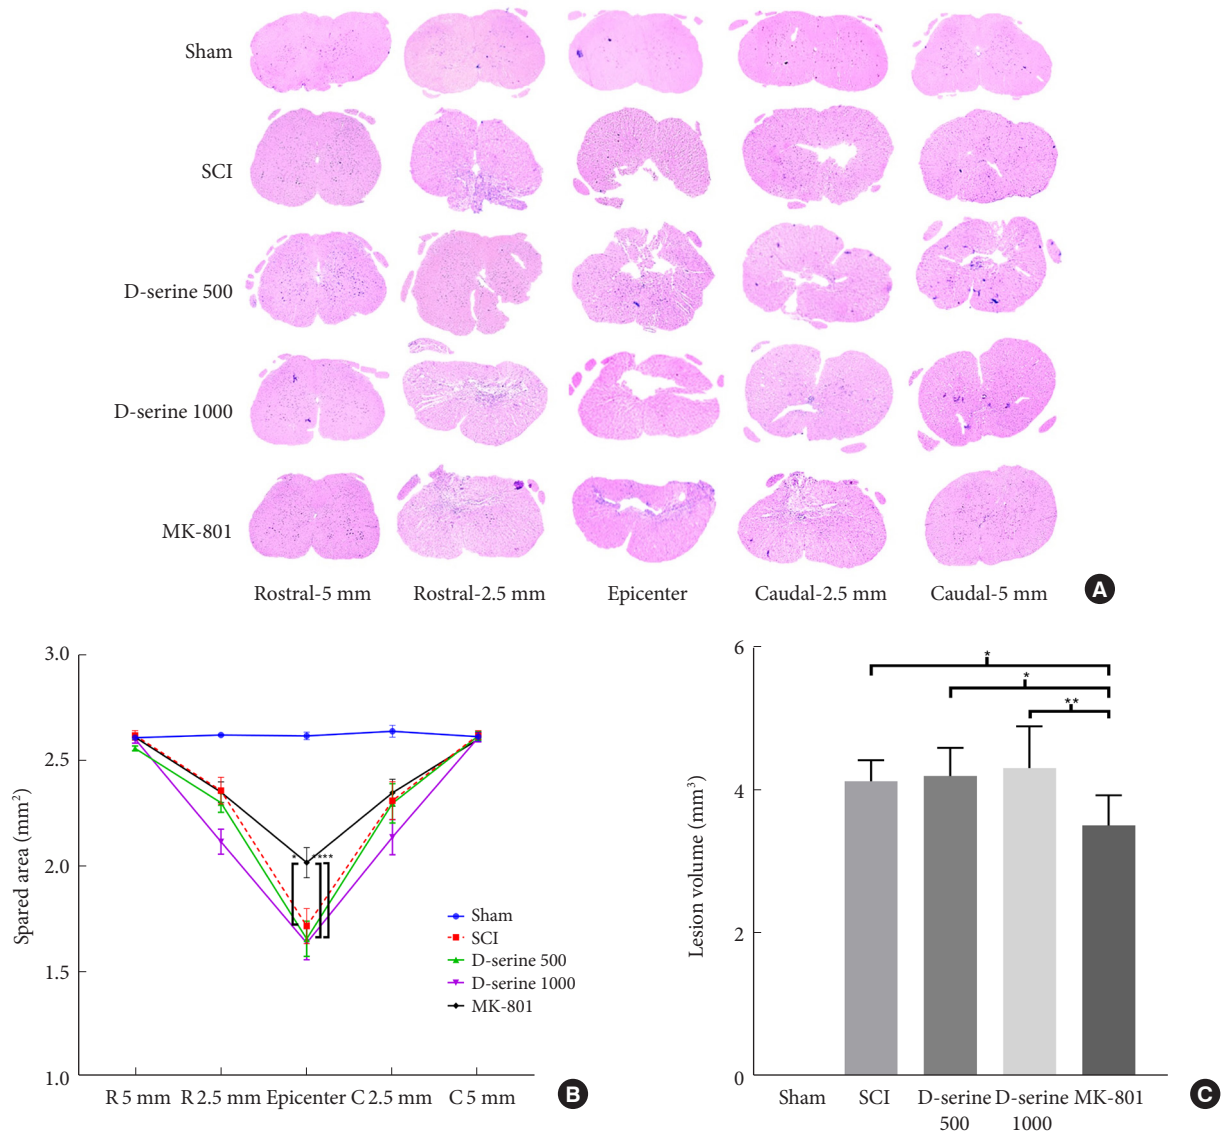 Sham
SCI
D-serine 500
D-serine 1000
MK-801
Rostral-5 mm Rostral-2.5 mm Epicenter Caudal-2.5 mm Caudal-5 mm
A
3.0
2.5
2.0
1.5
1.0
Spared area (mm²)
* ** **
Sham
SCI
D-serine 500
D-serine 1000
MK-801
R 5 mm R 2.5 mm Epicenter C 2.5 mm C 5 mm
B
6
4
2
0
Lesion volume (mm³)
*
*
**
Sham SCI D-serine D-serine MK-801
500 1000
C